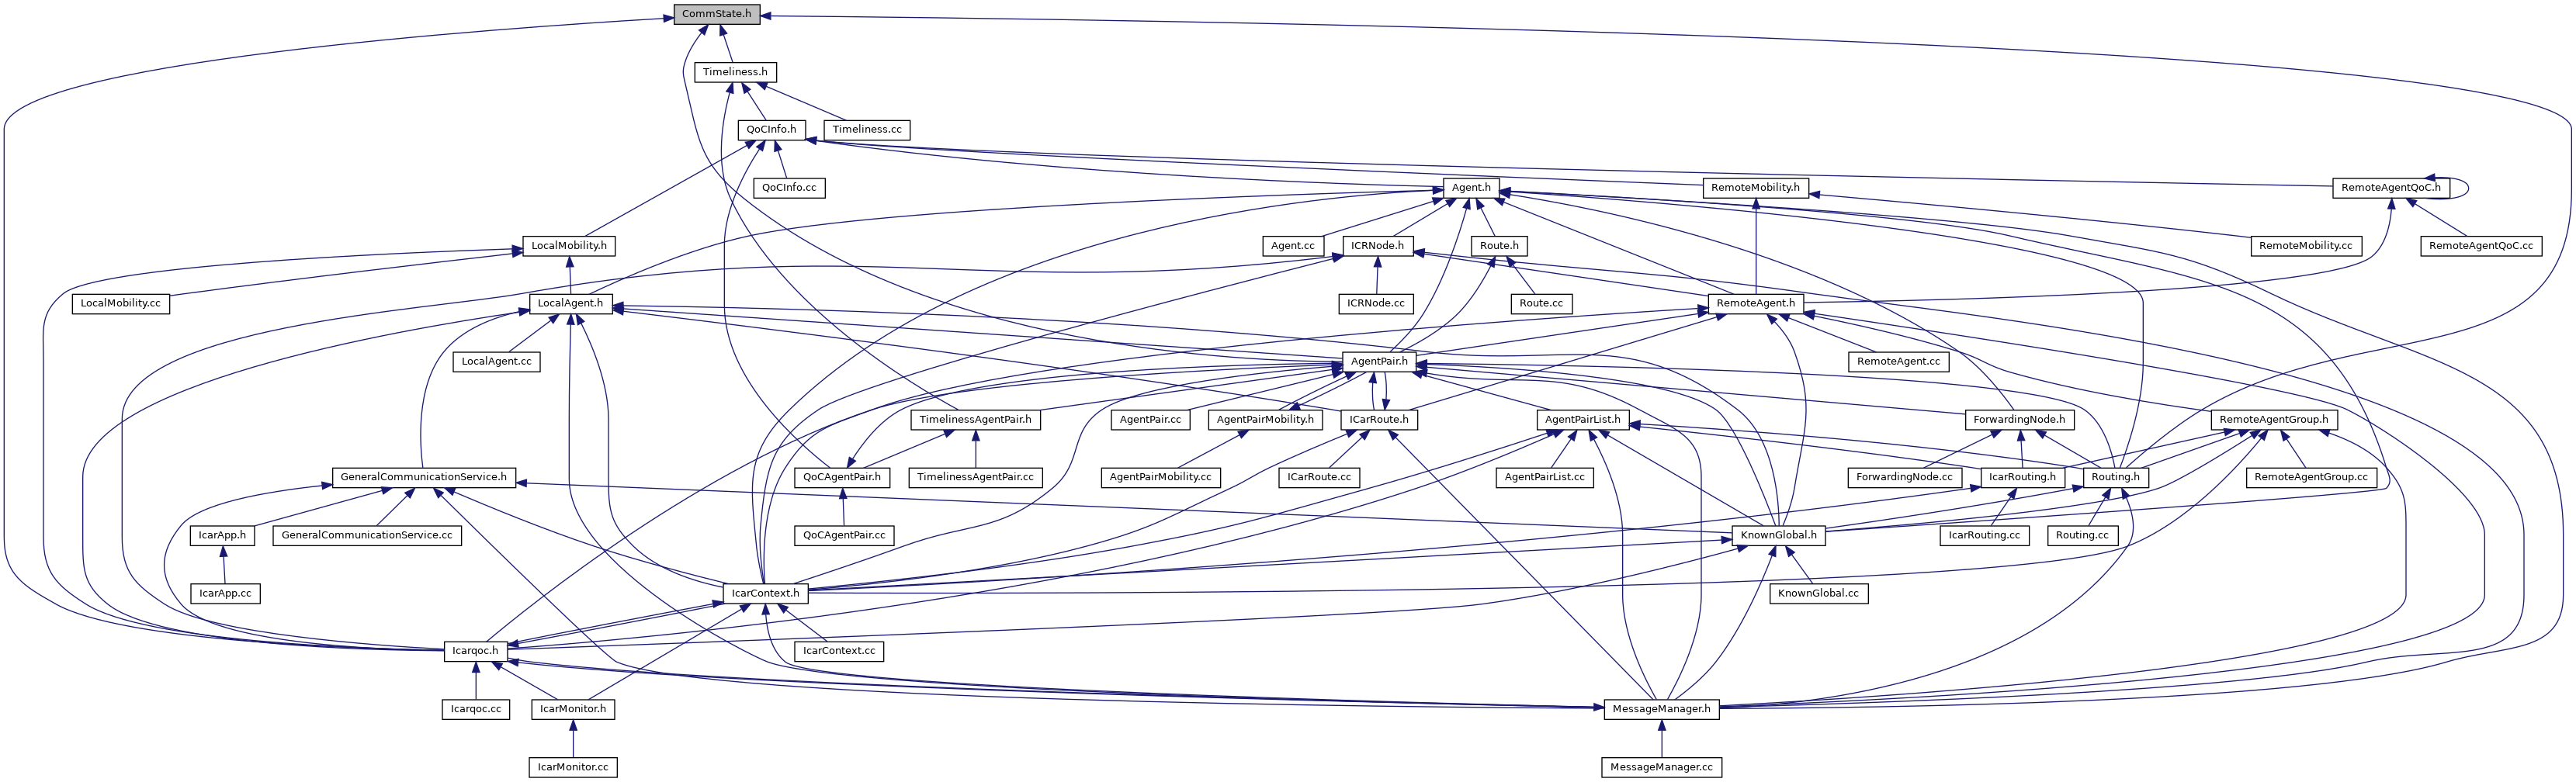 CommState.h
Timeliness.h
QoCInfo.h
Timeliness.cc
QoCInfo.cc
Agent.h
RemoteMobility.h
RemoteAgentQoC.h
LocalMobility.h
Agent.cc
ICRNode.h
Route.h
RemoteMobility.cc
RemoteAgentQoC.cc
LocalMobility.cc
LocalAgent.h
ICRNode.cc
Route.cc
RemoteAgent.h
LocalAgent.cc
AgentPair.h
RemoteAgent.cc
TimelinessAgentPair.h
AgentPair.cc
AgentPairMobility.h
ICarRoute.h
AgentPairList.h
ForwardingNode.h
RemoteAgentGroup.h
GeneralCommunicationService.h
QoCAgentPair.h
TimelinessAgentPair.cc
AgentPairMobility.cc
ICarRoute.cc
AgentPairList.cc
ForwardingNode.cc
IcarRouting.h
Routing.h
RemoteAgentGroup.cc
IcarApp.h
GeneralCommunicationService.cc
QoCAgentPair.cc
KnownGlobal.h
IcarRouting.cc
Routing.cc
IcarApp.cc
IcarContext.h
KnownGlobal.cc
Icarqoc.h
IcarContext.cc
Icarqoc.cc
IcarMonitor.h
MessageManager.h
IcarMonitor.cc
MessageManager.cc